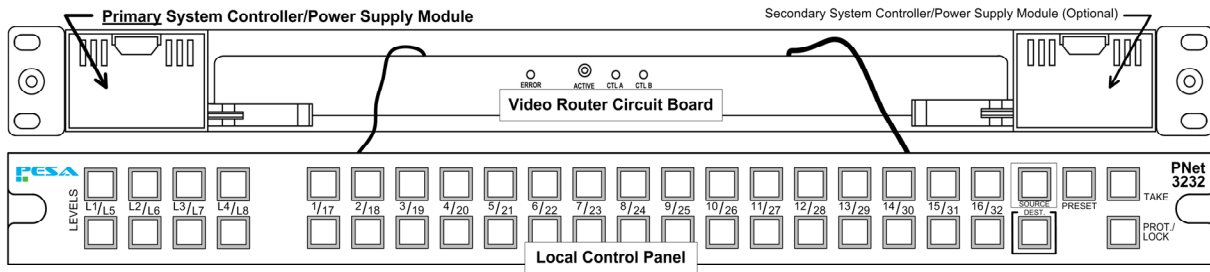 Primary System Controller/Power Supply Module
Secondary System Controller/Power Supply Module (Optional)
ERROR
ACTIVE
CTL A
CTL B
Video Router Circuit Board
PESA
PNet
3232
LEVELS
L1/L5
L2/L6
L3/L7
L4/L8
1/17
2/18
3/19
4/20
5/21
6/22
7/23
8/24
9/25
10/26
11/27
12/28
13/29
14/30
15/31
16/32
SOURCE
DEST.
PRESET
TAKE
PROT./
LOCK
Local Control Panel